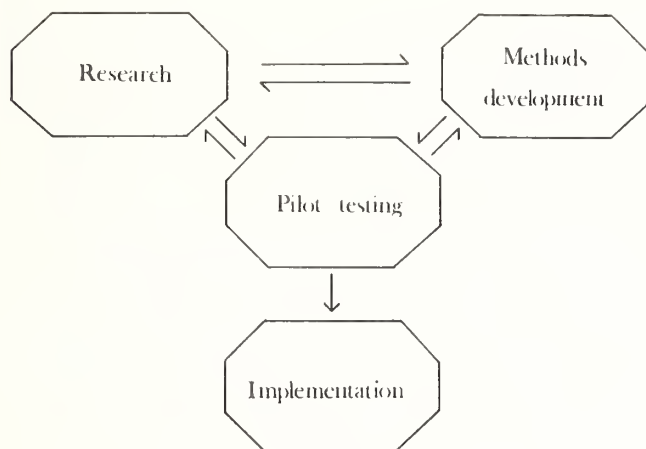 Research
Methods
development
Pilot testing
Implementation